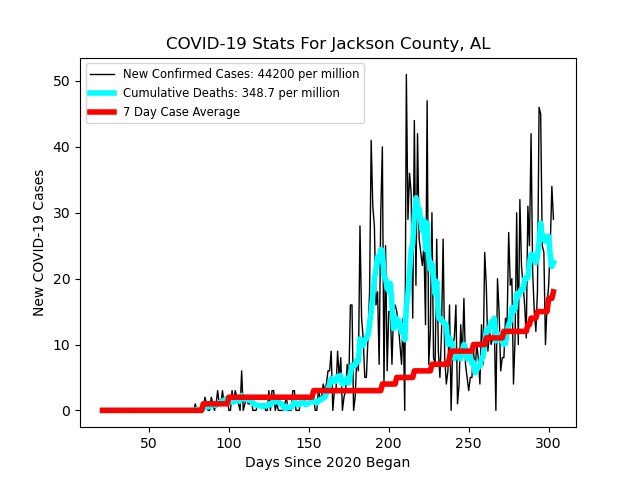 COVID-19 Stats For Jackson County, AL
New Confirmed Cases: 44200 per million
Cumulative Deaths: 348.7 per million
7 Day Case Average
New COVID-19 Cases
50
40
30
20
10
0
50 100 150 200 250 300
Days Since 2020 Began